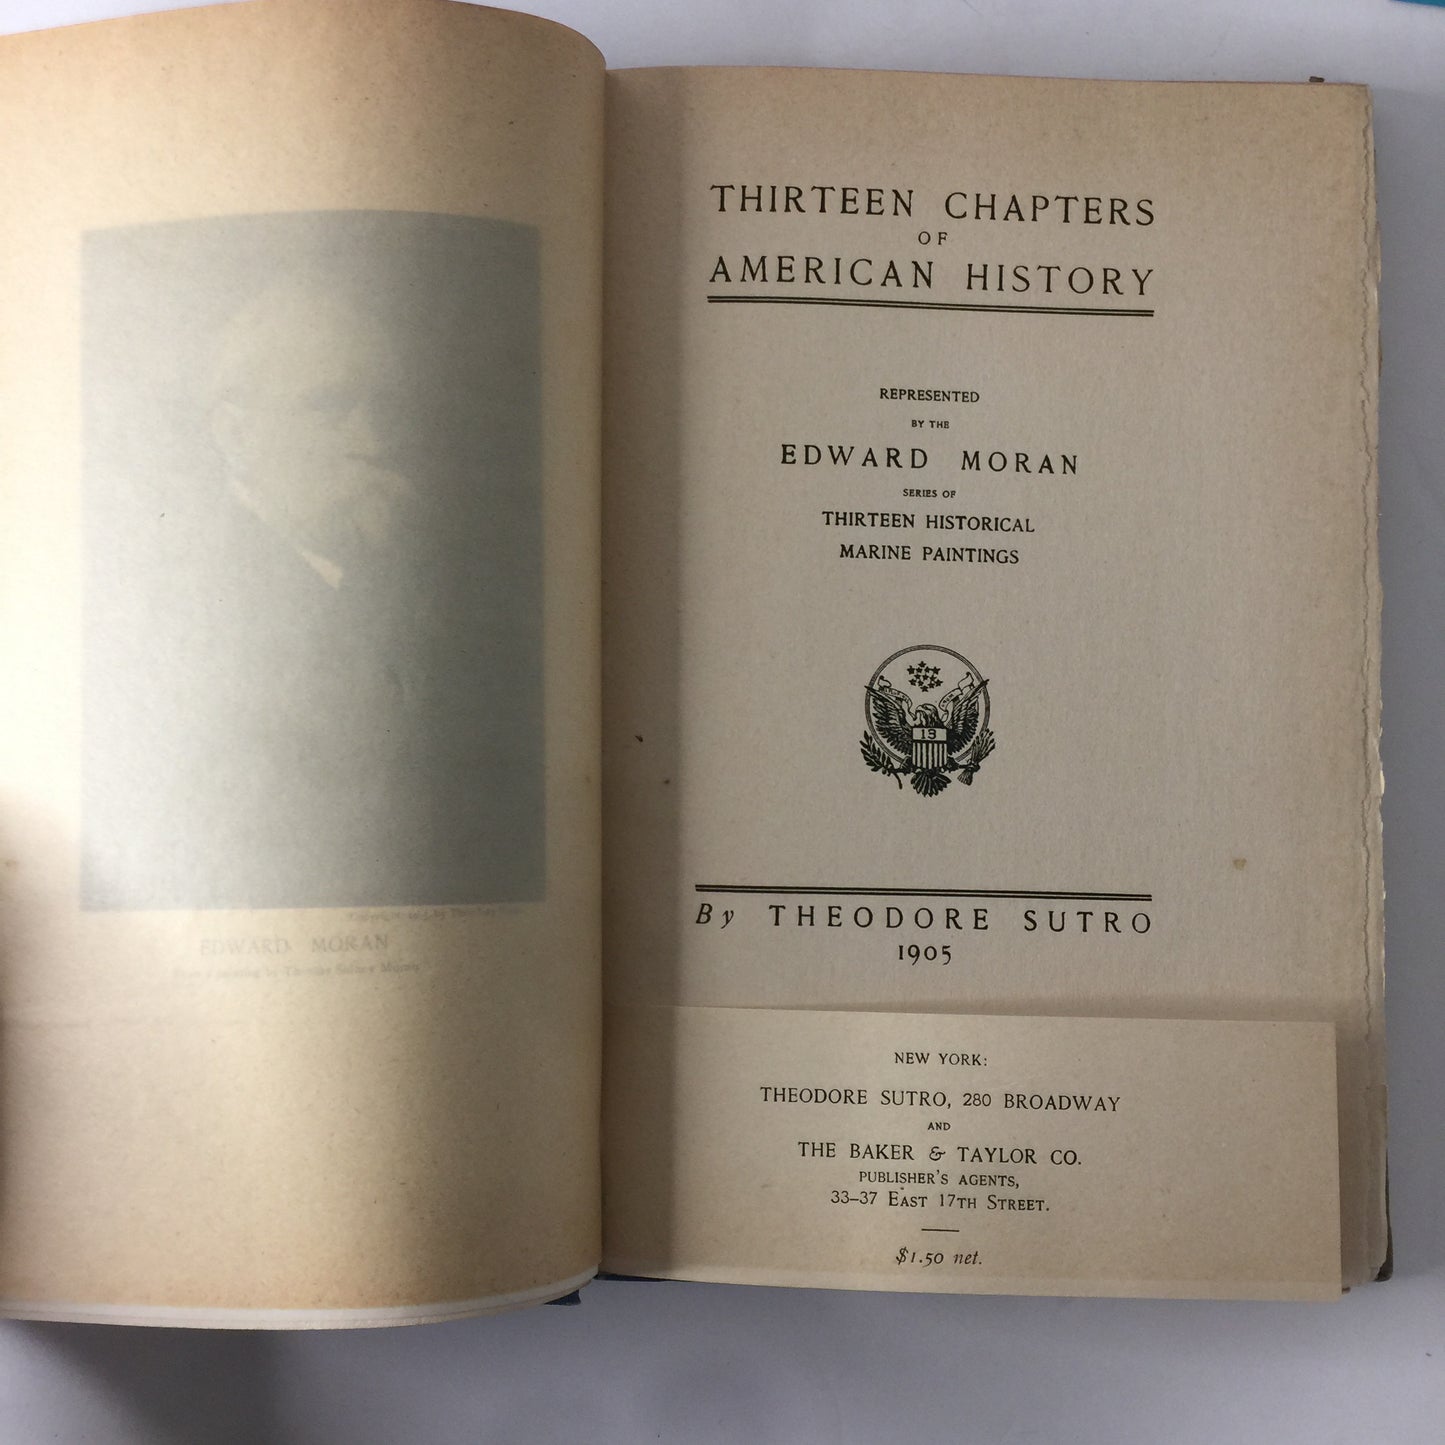 EDWARD MORAN
THIRTEEN CHAPTERS
OF
AMERICAN HISTORY
REPRESENTED
BY THE
EDWARD MORAN
SERIES OF
THIRTEEN HISTORICAL
MARINE PAINTINGS
13
By THEODORE SUTRO
1905
NEW YORK:
THEODORE SUTRO, 280 BROADWAY
AND
THE BAKER & TAYLOR CO.
PUBLISHER'S AGENTS,
33–37 EAST 17TH STREET.
$1.50 net.